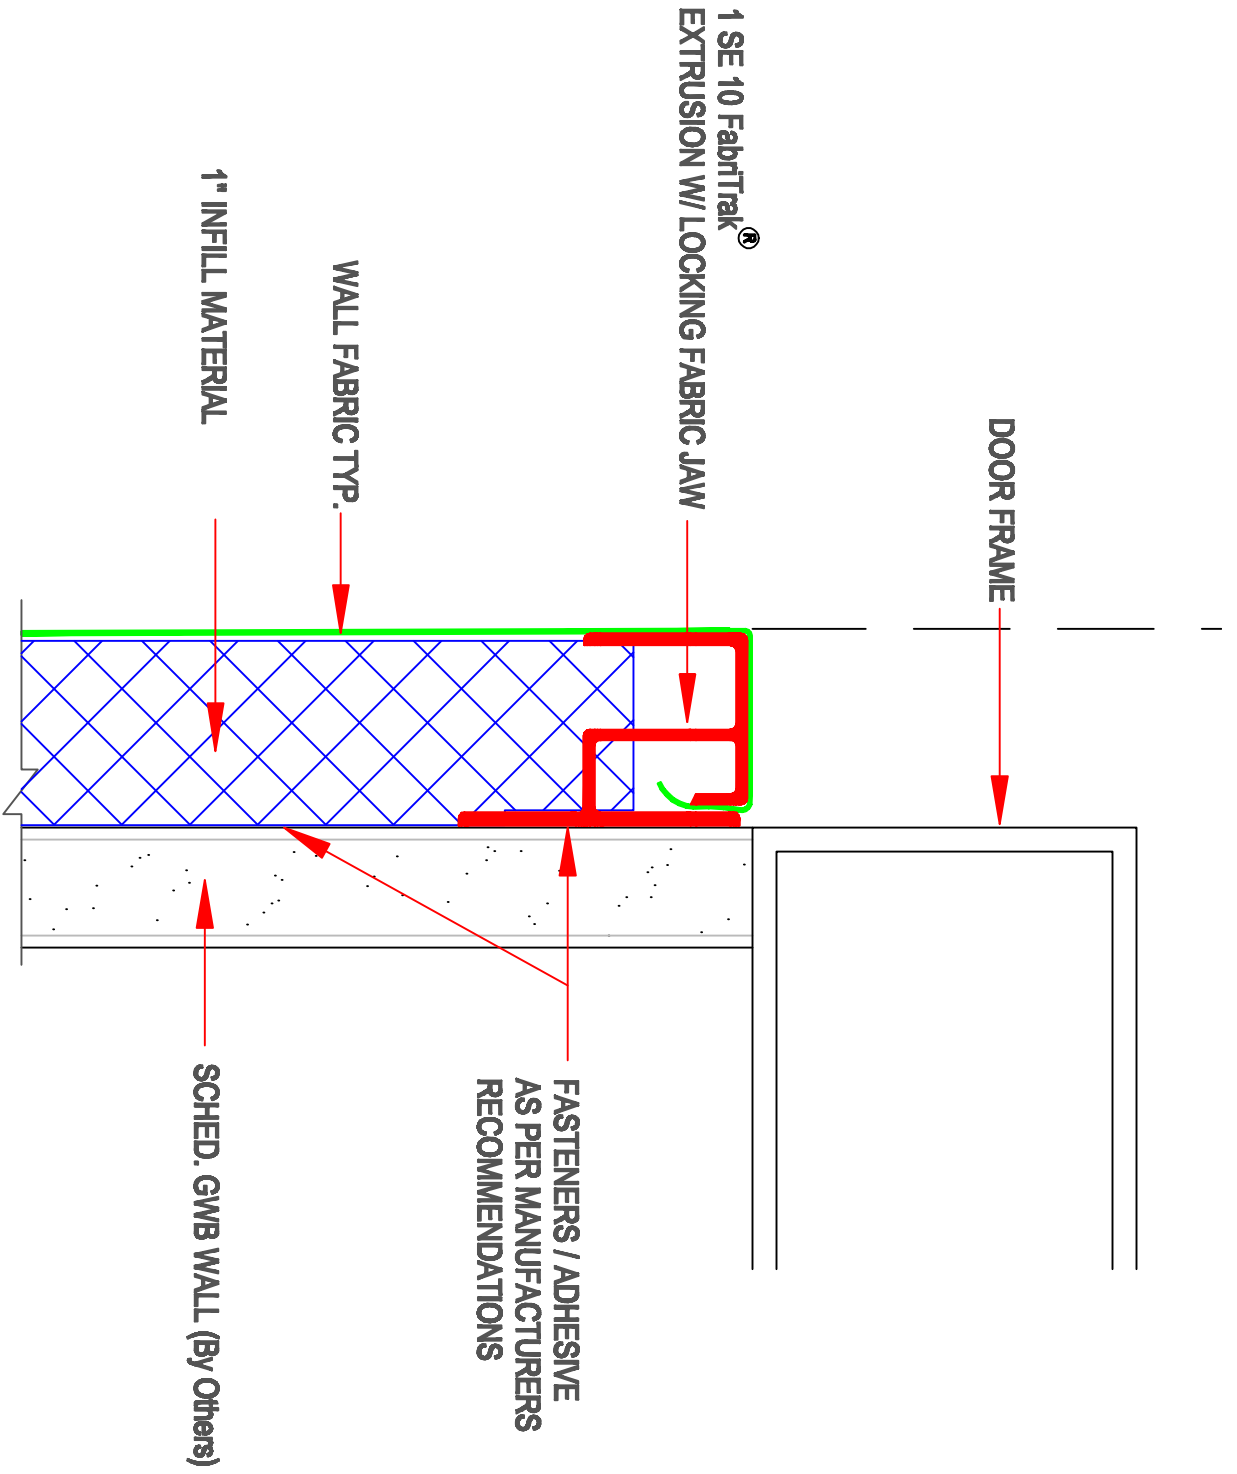 1 SE 10 FabriTrak®
EXTRUSION W/ LOCKING FABRIC JAW
DOOR FRAME
WALL FABRIC TYP.
1" INFILL MATERIAL
FASTENERS / ADHESIVE
AS PER MANUFACTURERS
RECOMMENDATIONS
SCHED. GWB WALL (By Others)